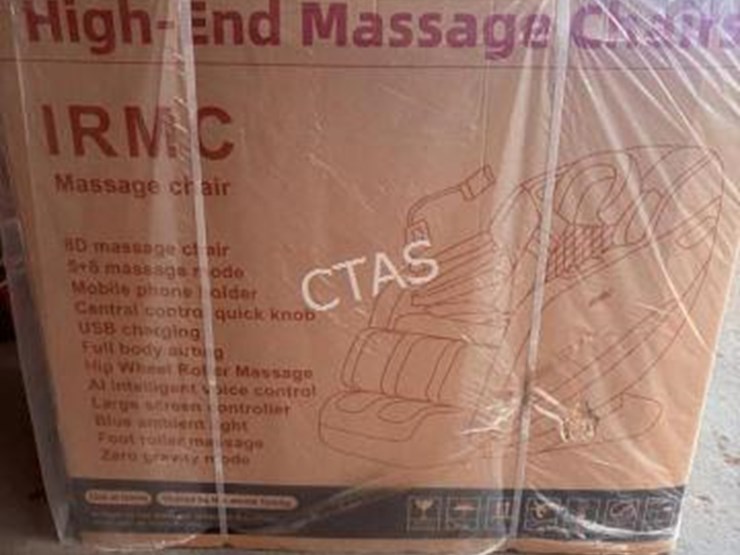 High-End Massage Chairs
IRMC
Massage chair
8D massage chair
massage mode
Mobile phone holder
Central control quick knob
USB charging
Full body airbag
Hip Wheel Roller Massage
AI intelligent voice control
Large screen controller
Blue ambient light
Foot roller massage
Zero gravity mode
CTAS